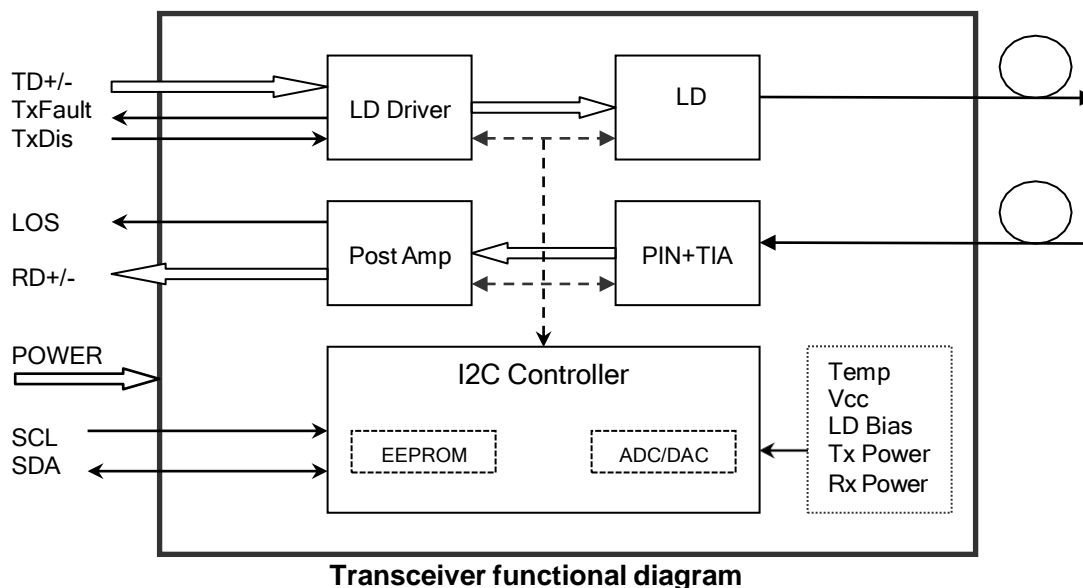 TD+/-
TxFault
TxDis
LD Driver
LD
LOS
RD+/-
Post Amp
PIN+TIA
POWER
SCL
SDA
I2C Controller
EEPROM
ADC/DAC
Temp
Vcc
LD Bias
Tx Power
Rx Power
Transceiver functional diagram